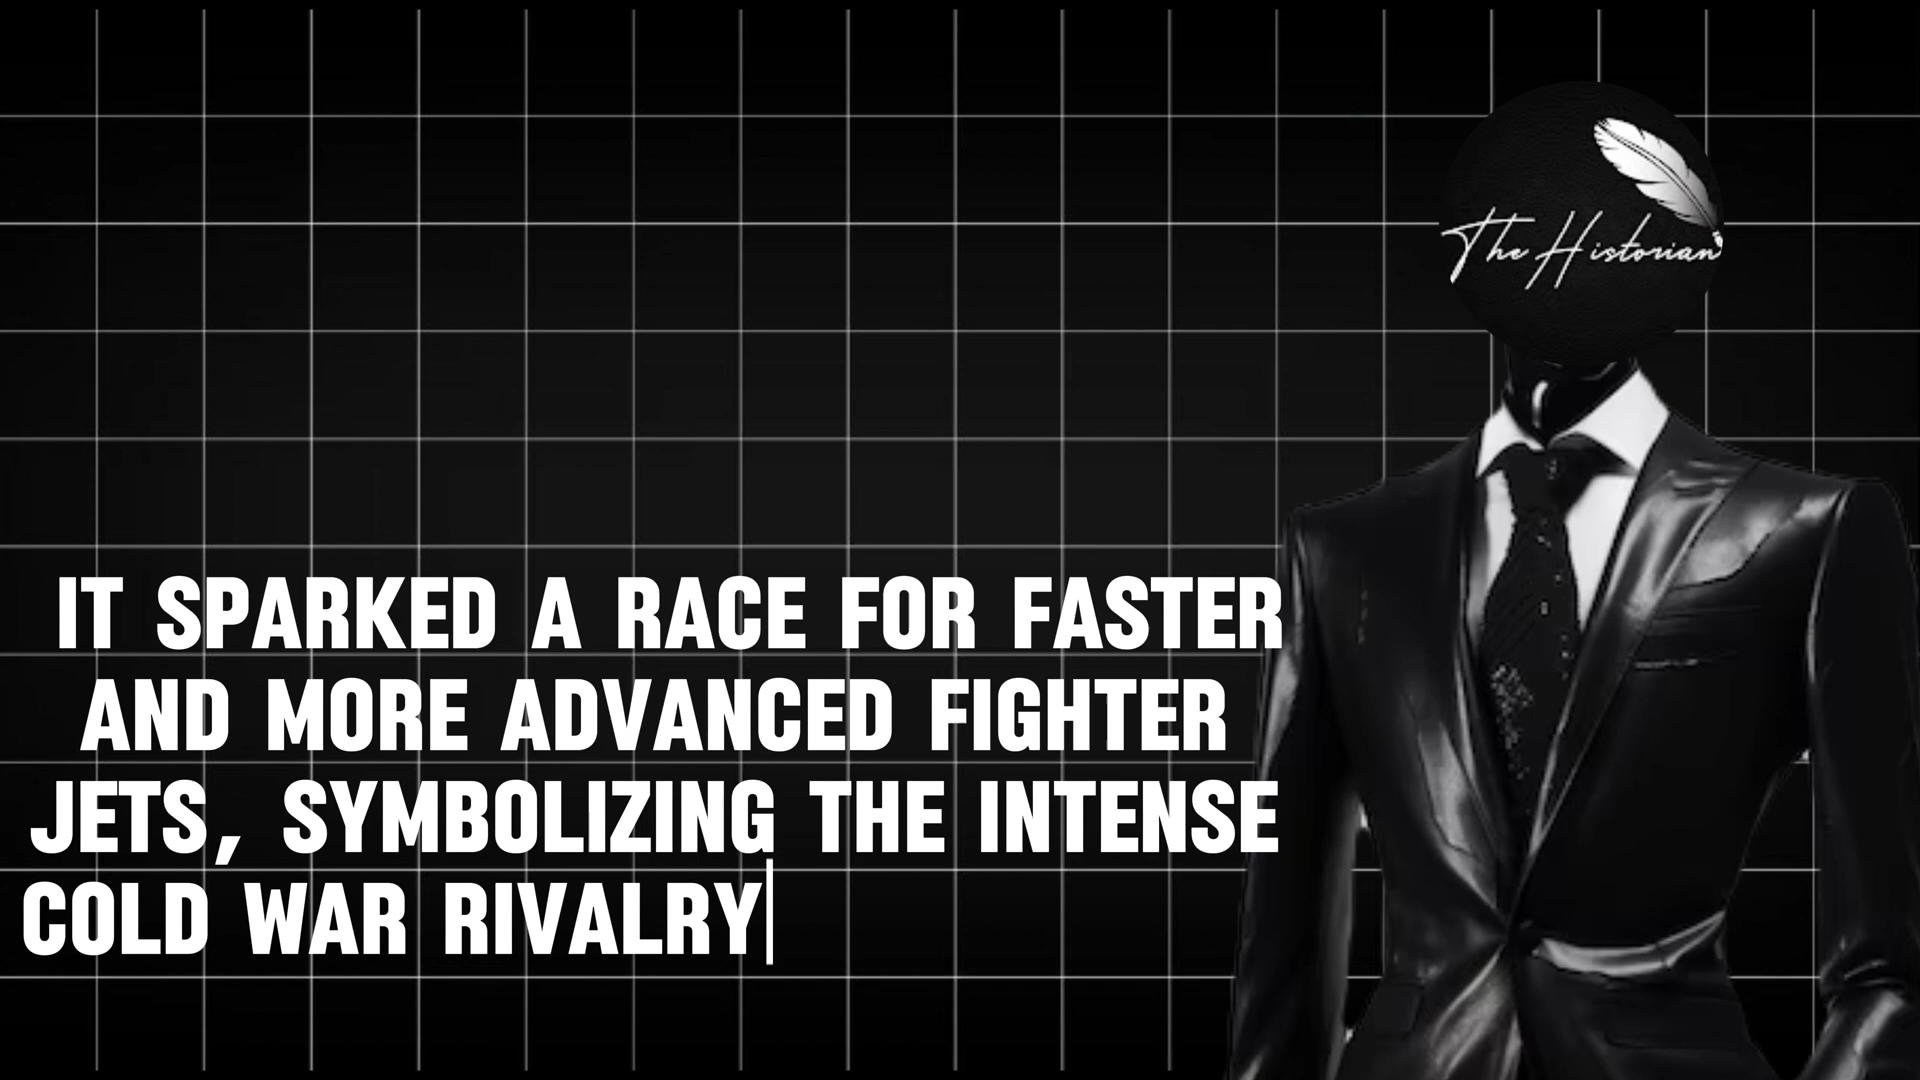 The Historian
IT SPARKED A RACE FOR FASTER
AND MORE ADVANCED FIGHTER
JETS, SYMBOLIZING THE INTENSE
COLD WAR RIVALRY